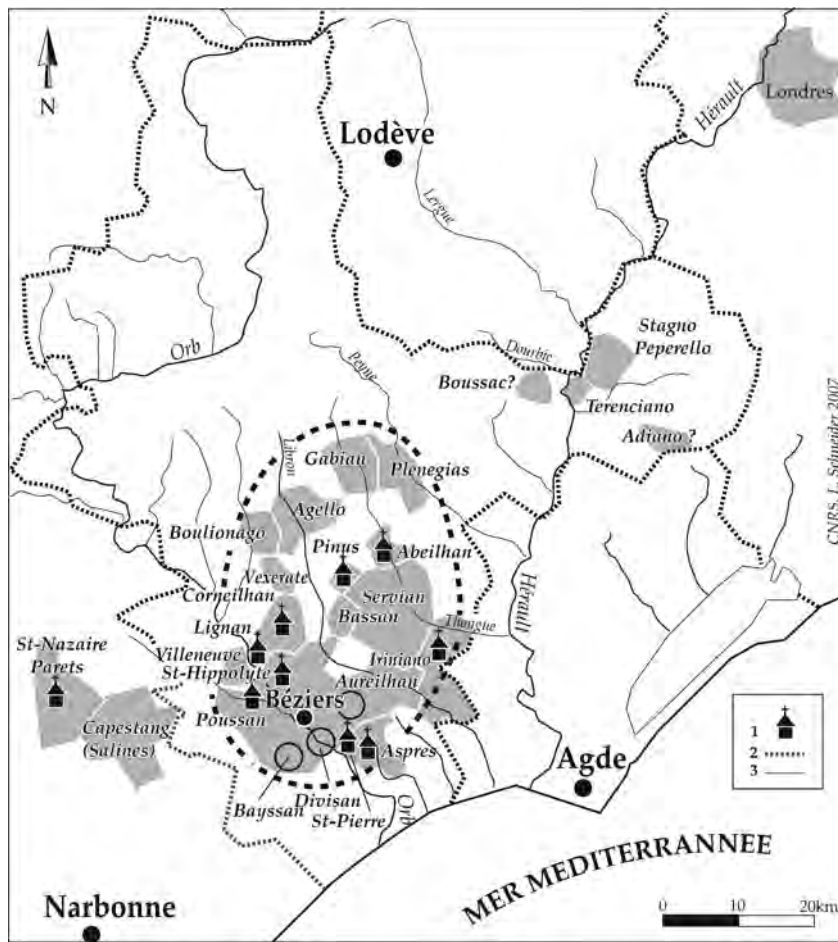 Londres
Hérault
N
Lodève
Lergue
Orb
Dourbie
Stagno
Peperello
Boussac?
Peyne
Terenciano
Adiano ?
CNRS, L. Schneider 2007
Libron
Gabian
Plenegias
Agello
Boulionago
Pinus
Abeilhan
Vexerate
Hérault
Corneilhan
Servian
Bassan
Lignan
Thongue
St-Nazaire
Parets
Villeneuve
St-Hippolyte
Iriniano
Aureilhan
Béziers
Poussan
Capestang
(Salines)
Aspres
1
2
3
Agde
Divisan
Bayssan
St-Pierre
Orb
MER MEDITERRANNEE
Narbonne
0 10 20km